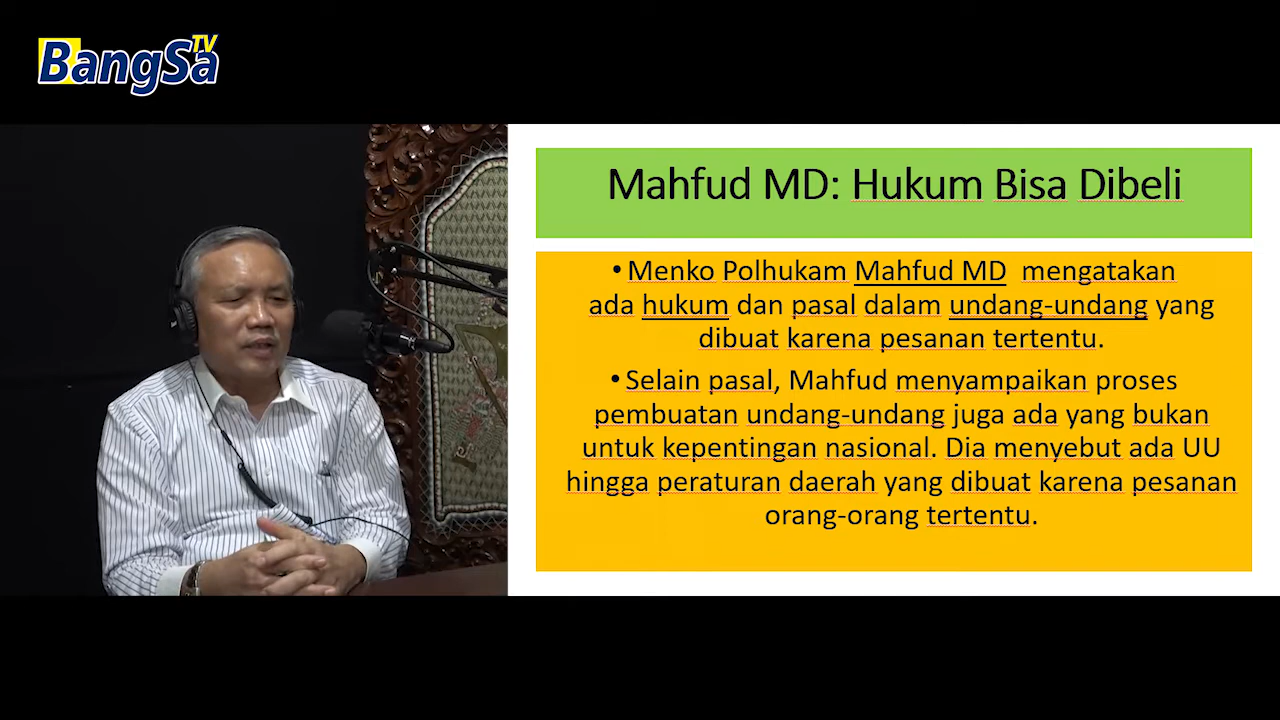 BangSa TV
Mahfud MD: Hukum Bisa Dibeli
• Menko Polhukam Mahfud MD mengatakan
ada hukum dan pasal dalam undang-undang yang
dibuat karena pesanan tertentu.
• Selain pasal, Mahfud menyampaikan proses
pembuatan undang-undang juga ada yang bukan
untuk kepentingan nasional. Dia menyebut ada UU
hingga peraturan daerah yang dibuat karena pesanan
orang-orang tertentu.